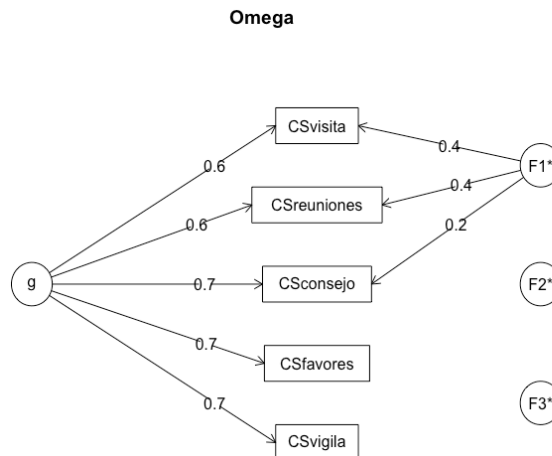 Omega
CSvisita
0.4
F1*
0.6
0.4
CSreuniones
0.6
0.2
g
0.7
CSconsejo
F2*
0.7
CSfavores
0.7
F3*
CSvigila